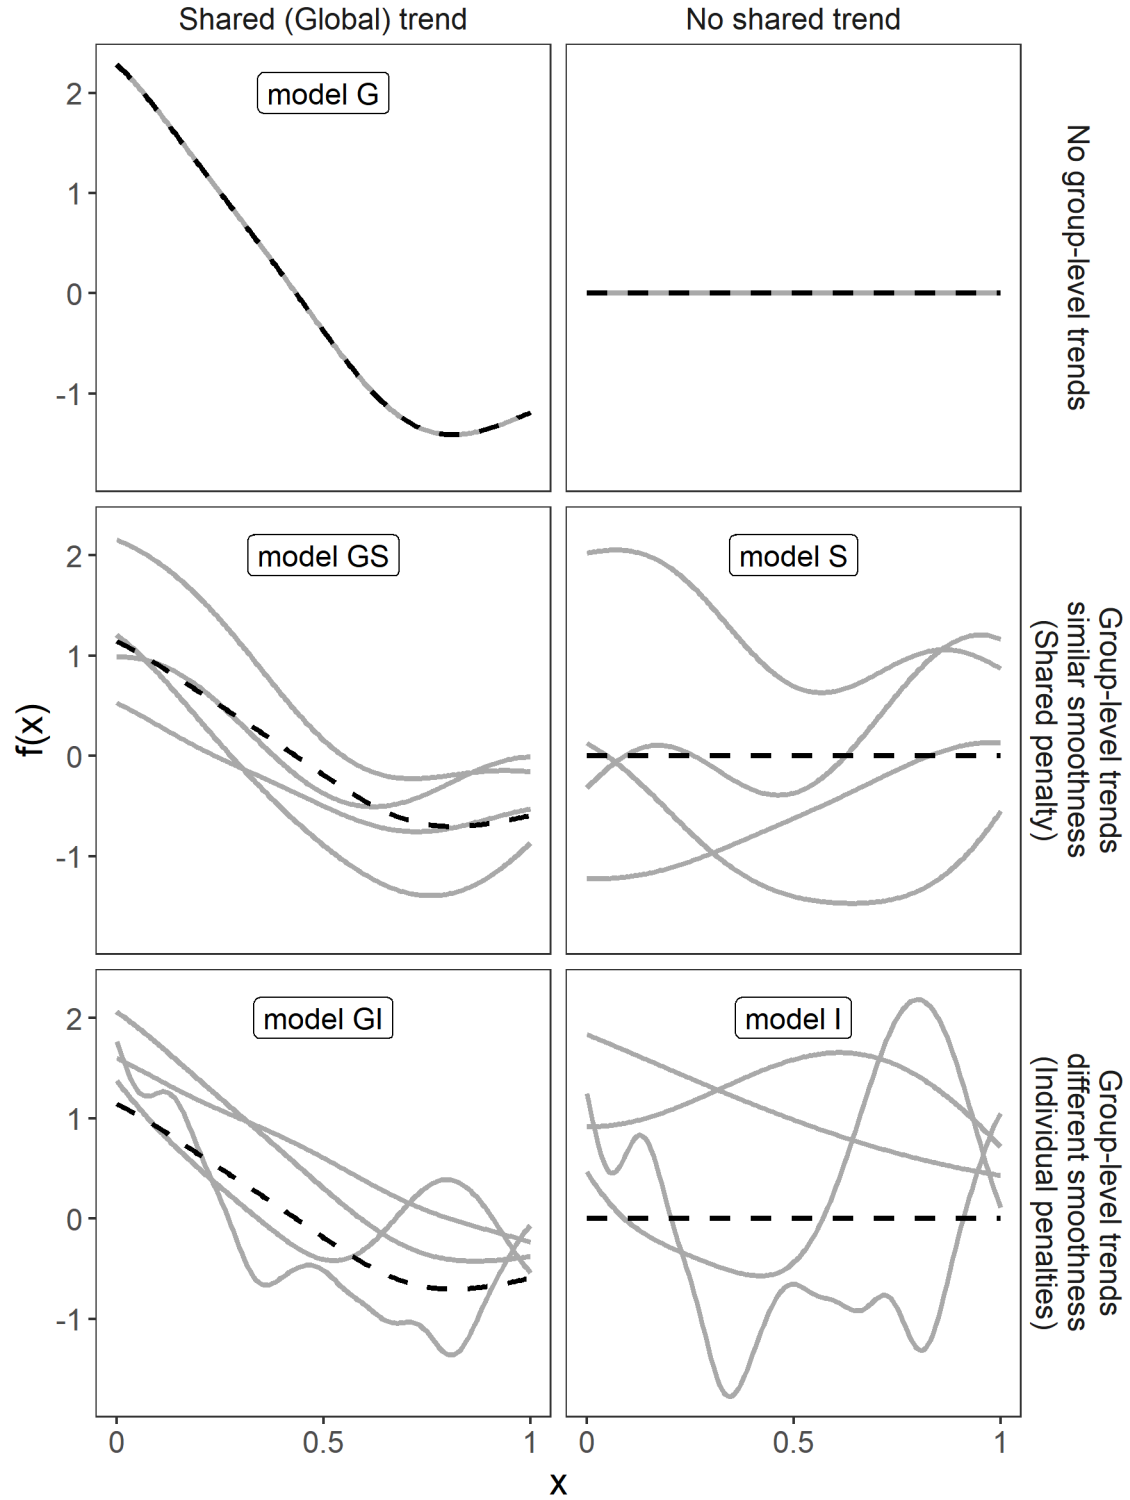 Shared (Global) trend
No shared trend
model G
2
1
0
-1
No group-level trends
model GS
model S
2
1
0
-1
f(x)
Group-level trends
similar smoothness
(Shared penalty)
model GI
model I
2
1
0
-1
Group-level trends
different smoothness
(Individual penalties)
0
0.5
1
0
0.5
1
x